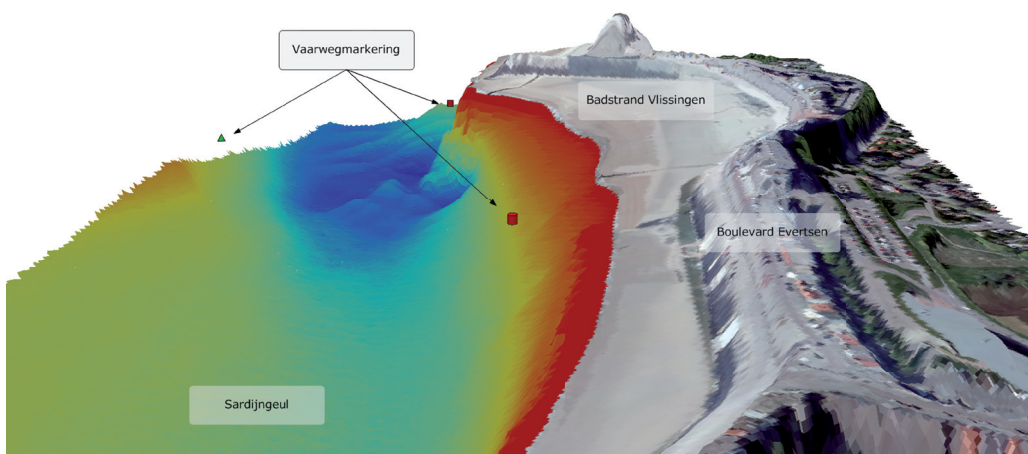 Vaarwegmarkering
Badstrand Vlissingen
Boulevard Evertsen
Sardijngeul